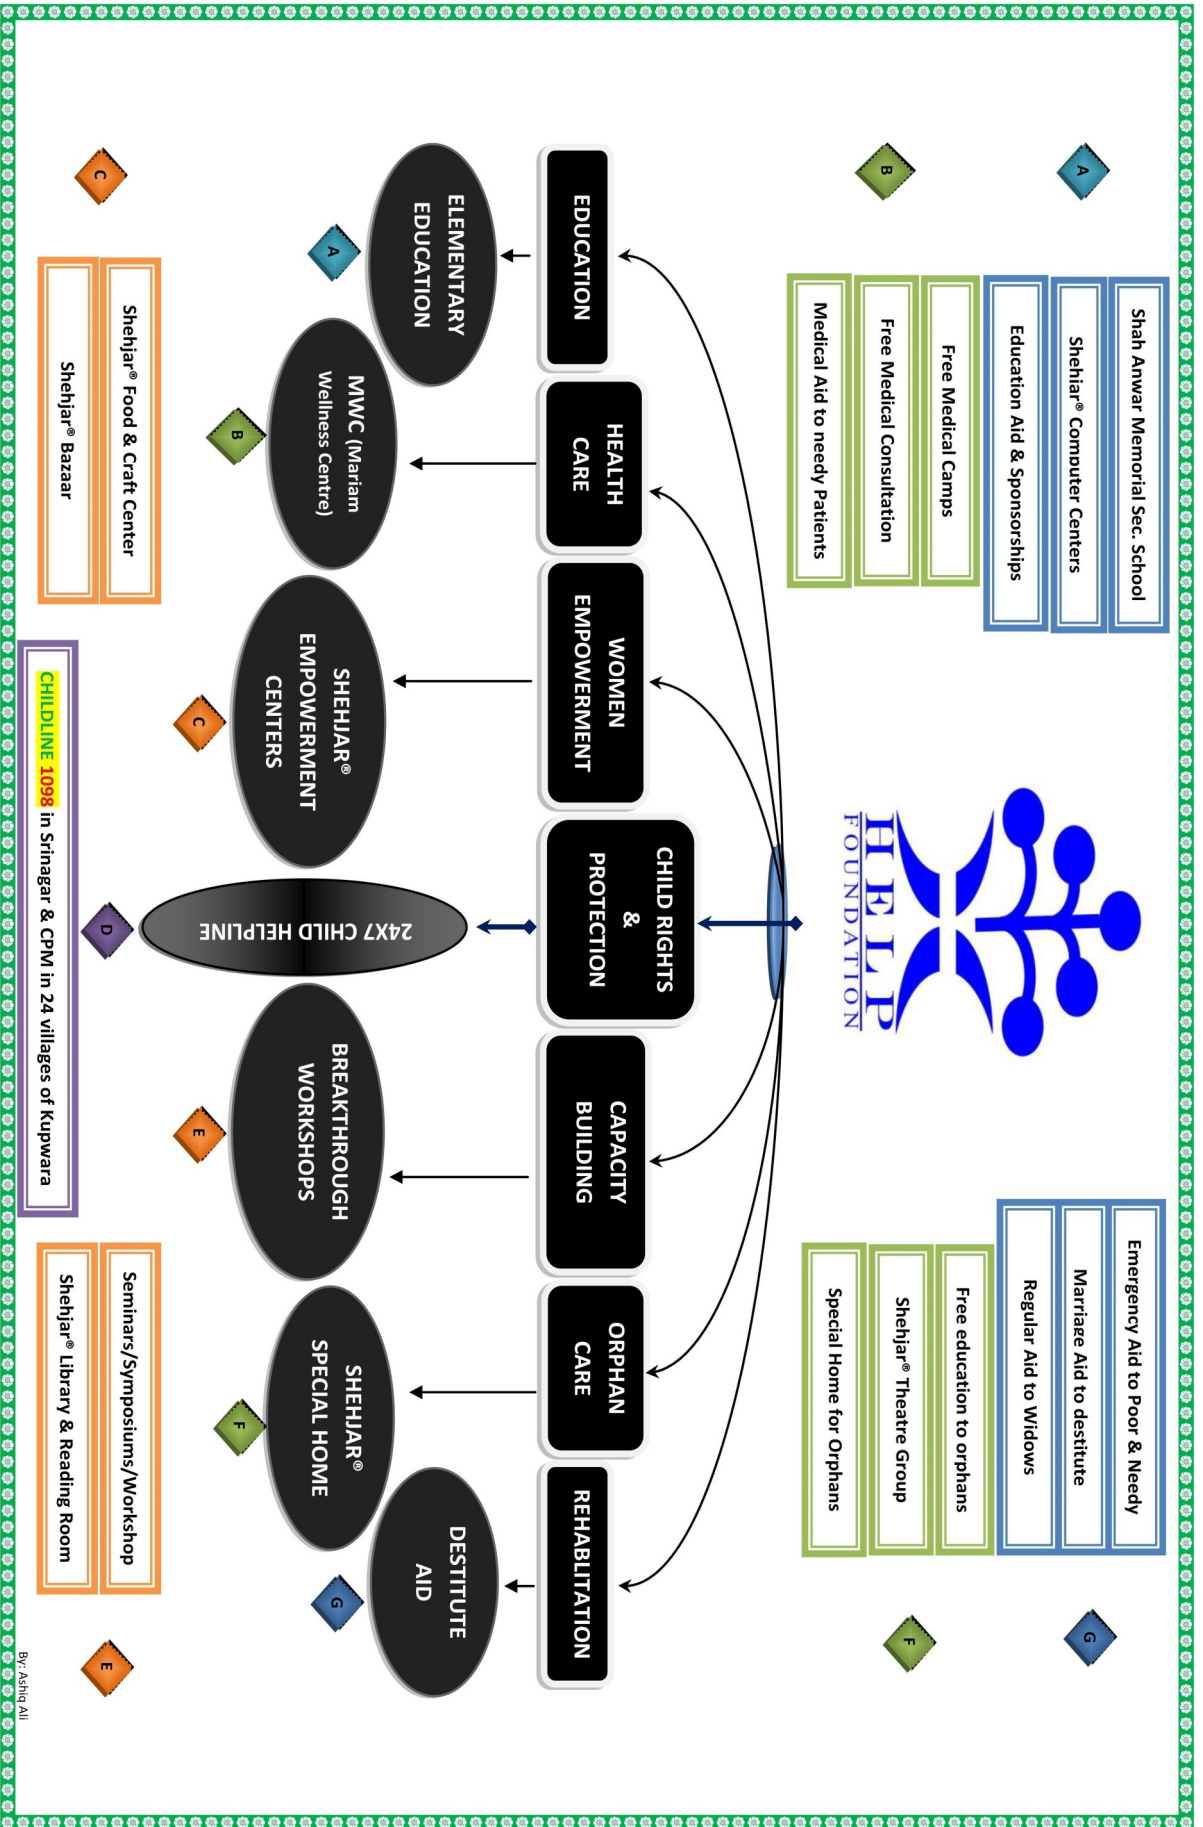 A
Shah Anwar Memorial Sec. School
Shehiar® Computer Centers
Education Aid & Sponsorships
B
Free Medical Camps
Free Medical Consultation
Medical Aid to needy Patients
HELP
FOUNDATION
Emergency Aid to Poor & Needy
Marriage Aid to destitute
Regular Aid to Widows
G
Free education to orphans
Shehjar® Theatre Group
Special Home for Orphans
F
EDUCATION
HEALTH
CARE
WOMEN
EMPOWERMENT
CHILD RIGHTS
&
PROTECTION
CAPACITY
BUILDING
ORPHAN
CARE
REHABLITATION
ELEMENTARY
EDUCATION
A
MWC (Mariam
Wellness Centre)
B
SHEHJAR®
EMPOWERMENT
CENTERS
C
24X7 CHILD HELPLINE
D
BREAKTHROUGH
WORKSHOPS
E
SHEHJAR®
SPECIAL HOME
F
DESTITUTE
AID
G
C
Shehjar® Food & Craft Center
Shehjar® Bazaar
CHILDLINE 1098 in Srinagar & CPM in 24 villages of Kupwara
Seminars/Symposiums/Workshop
Shehjar® Library & Reading Room
E
By: Ashiq Ali